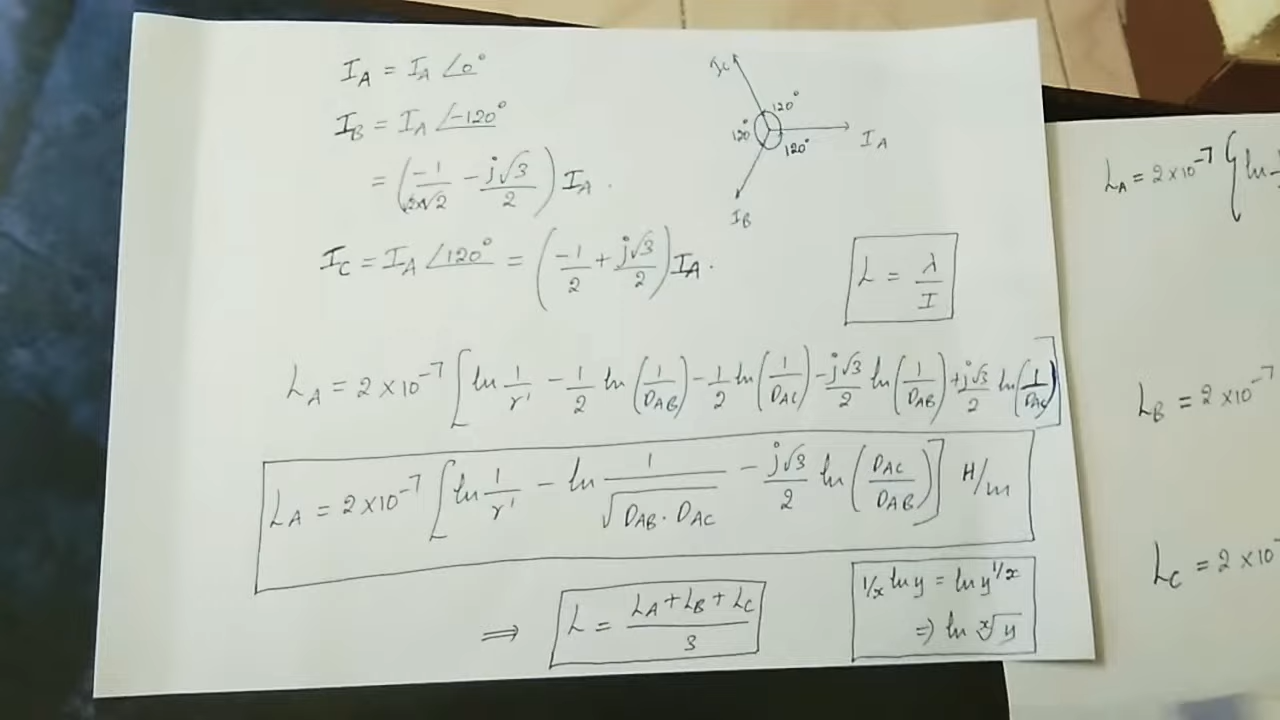 I_A = I_A ∠0°
I_B = I_A ∠-120°
= (-1/2 - j√3/2) I_A .
I_C = I_A ∠120° = (-1/2 + j√3/2) I_A .
I_C
120°
120°
120°
I_A
I_B
L = λ/I
L_A = 2×10^-7 [ ln 1/r' - 1/2 ln (1/D_AB) - 1/2 ln (1/D_AC) - j√3/2 ln (1/D_AB) + j√3/2 ln (1/D_AC) ]
L_A = 2×10^-7 [ ln 1/r' - ln 1/√(D_AB . D_AC) - j√3/2 ln (D_AC/D_AB) ] H/m
⇒ L = (L_A + L_B + L_C)/3
1/x ln y = ln y^1/x
⇒ ln ˣ√y
L_A = 2×10^-7 { ln
L_B = 2×10^-7
L_C = 2×10